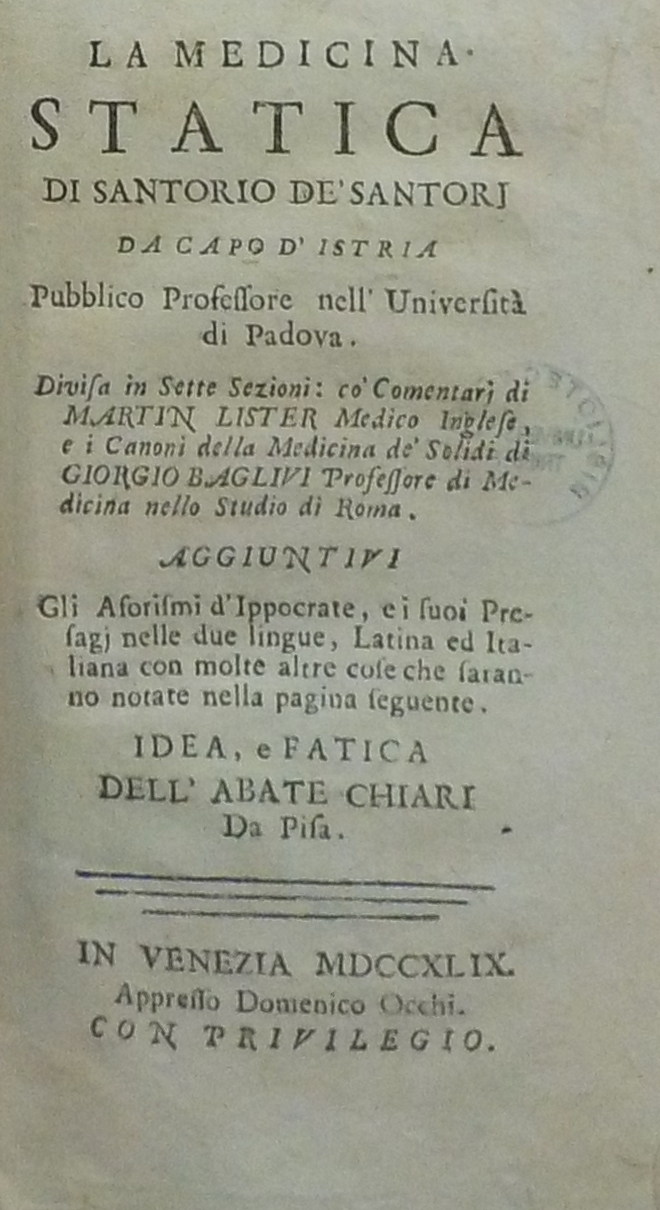 LA MEDICINA
STATICA
DI SANTORIO DE' SANTORJ
DA CAPO D' ISTRIA
Pubblico Profeſſore nell' Univerſità
di Padova.
Diviſa in Sette Sezioni: co' Comentarj di
MARTIN LISTER Medico Ingleſe,
e i Canoni della Medicina de' Solidi di
GIORGIO BAGLIVI Profeſſore di Me-
dicina nello Studio di Roma.
AGGIUNTIVI
Gli Aforiſmi d'Ippocrate, e i ſuoi Pre-
ſagj nelle due lingue, Latina ed Ita-
liana con molte altre coſe che ſaran-
no notate nella pagina ſeguente.
IDEA, e FATICA
DELL' ABATE CHIARI
Da Piſa.
IN VENEZIA MDCCXLIX.
Appreſſo Domenico Occhi.
CON PRIVILEGIO.